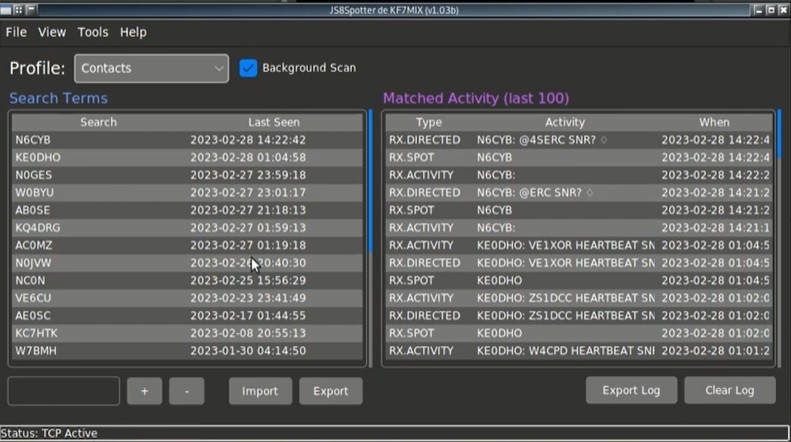 JS8Spotter de KF7MIX (v1.03b)
File View Tools Help
Profile: Contacts Background Scan
Search Terms
Search Last Seen
N6CYB 2023-02-28 14:22:42
KE0DHO 2023-02-28 01:04:58
N0GES 2023-02-27 23:59:18
W0BYU 2023-02-27 23:01:17
AB0SE 2023-02-27 21:18:13
KQ4DRG 2023-02-27 01:59:13
AC0MZ 2023-02-27 01:19:18
N0JVW 20:40:30
NC0N 2023-02-25 15:56:29
VE6CU 2023-02-23 23:41:49
AE0SC 2023-02-17 01:44:55
KC7HTK 2023-02-08 20:55:13
W7BMH 2023-01-30 04:14:50
+ - Import Export
Matched Activity (last 100)
Type Activity When
RX.DIRECTED N6CYB: @4SERC SNR? ♢ 2023-02-28 14:22:4
RX.SPOT N6CYB 2023-02-28 14:22:4
RX.ACTIVITY N6CYB: 2023-02-28 14:22:2
RX.DIRECTED N6CYB: @ERC SNR? ♢ 2023-02-28 14:21:2
RX.SPOT N6CYB 2023-02-28 14:21:2
RX.ACTIVITY N6CYB: 2023-02-28 14:21:1
RX.ACTIVITY KE0DHO: VE1XOR HEARTBEAT SN 2023-02-28 01:04:5
RX.DIRECTED KE0DHO: VE1XOR HEARTBEAT SN 2023-02-28 01:04:5
RX.SPOT KE0DHO 2023-02-28 01:04:5
RX.ACTIVITY KE0DHO: ZS1DCC HEARTBEAT SN 2023-02-28 01:02:0
RX.DIRECTED KE0DHO: ZS1DCC HEARTBEAT SN 2023-02-28 01:02:0
RX.SPOT KE0DHO 2023-02-28 01:02:0
RX.ACTIVITY KE0DHO: W4CPD HEARTBEAT SNI 2023-02-28 01:01:2
Export Log Clear Log
Status: TCP Active